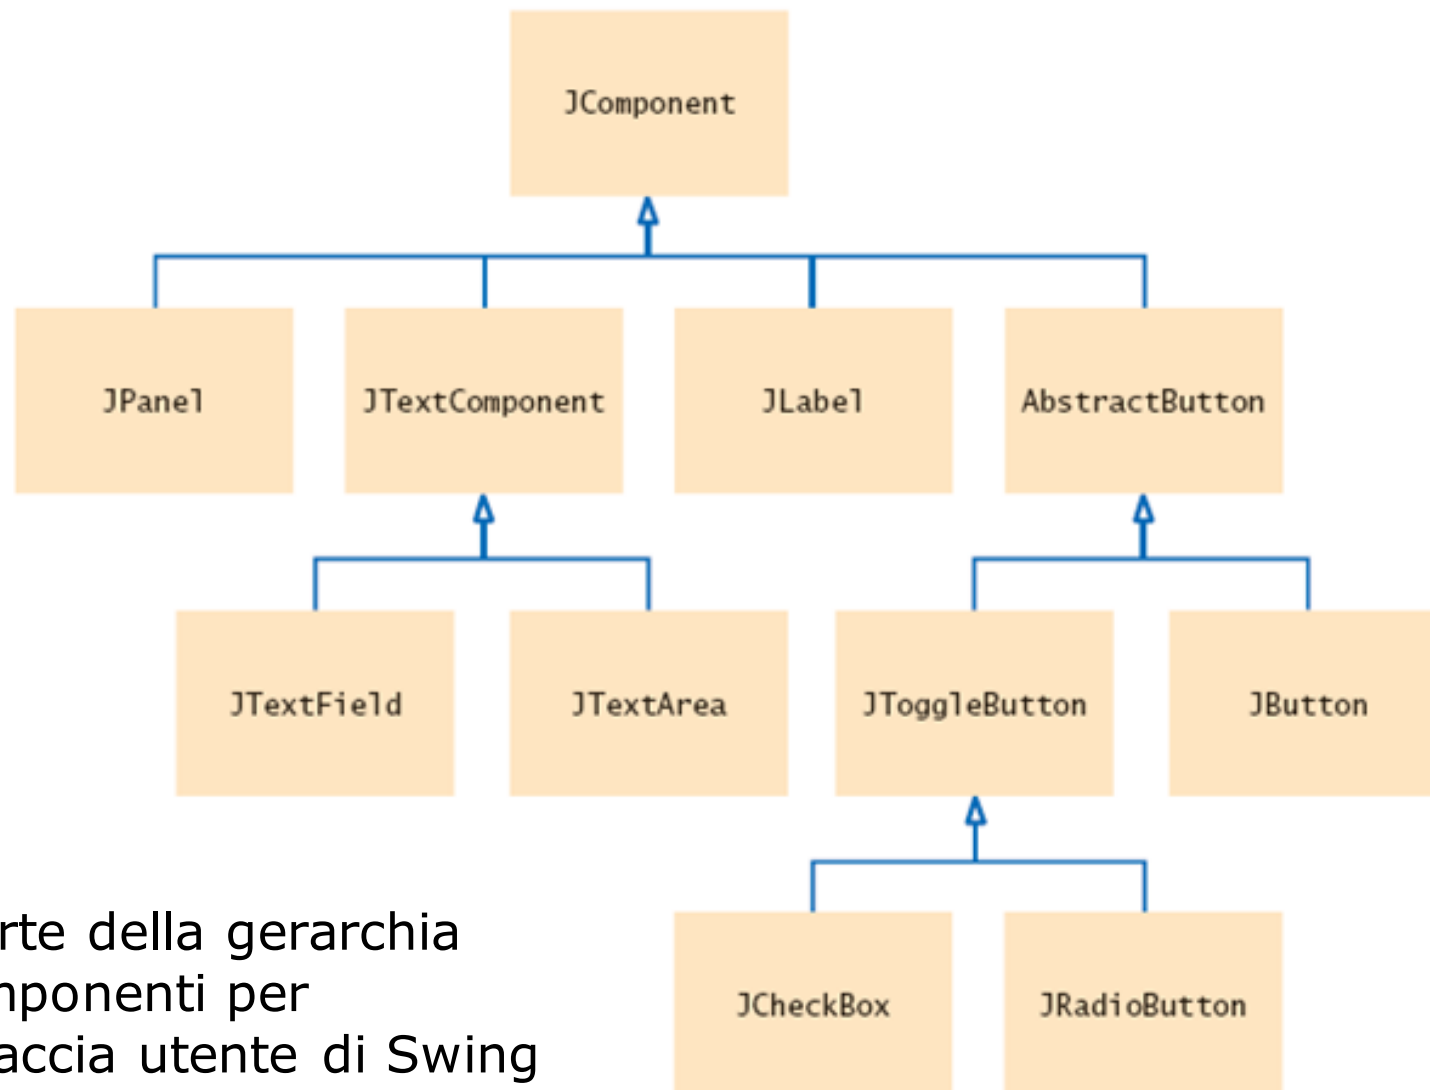 JComponent
JPanel
JTextComponent
JLabel
AbstractButton
JTextField
JTextArea
JToggleButton
JButton
JCheckBox
JRadioButton
rte della gerarchia
mponenti per
accia utente di Swing